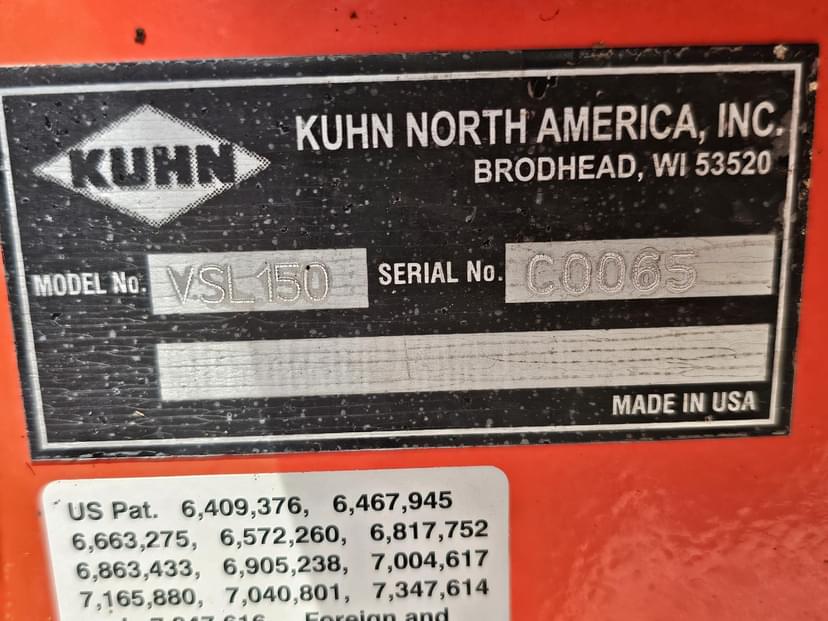 KUHN
KUHN NORTH AMERICA, INC.
BRODHEAD, WI 53520
MODEL No. VSL150 SERIAL No. C0065
MADE IN USA
US Pat. 6,409,376, 6,467,945
6,663,275, 6,572,260, 6,817,752
6,863,433, 6,905,238, 7,004,617
7,165,880, 7,040,801, 7,347,614
Foreign and